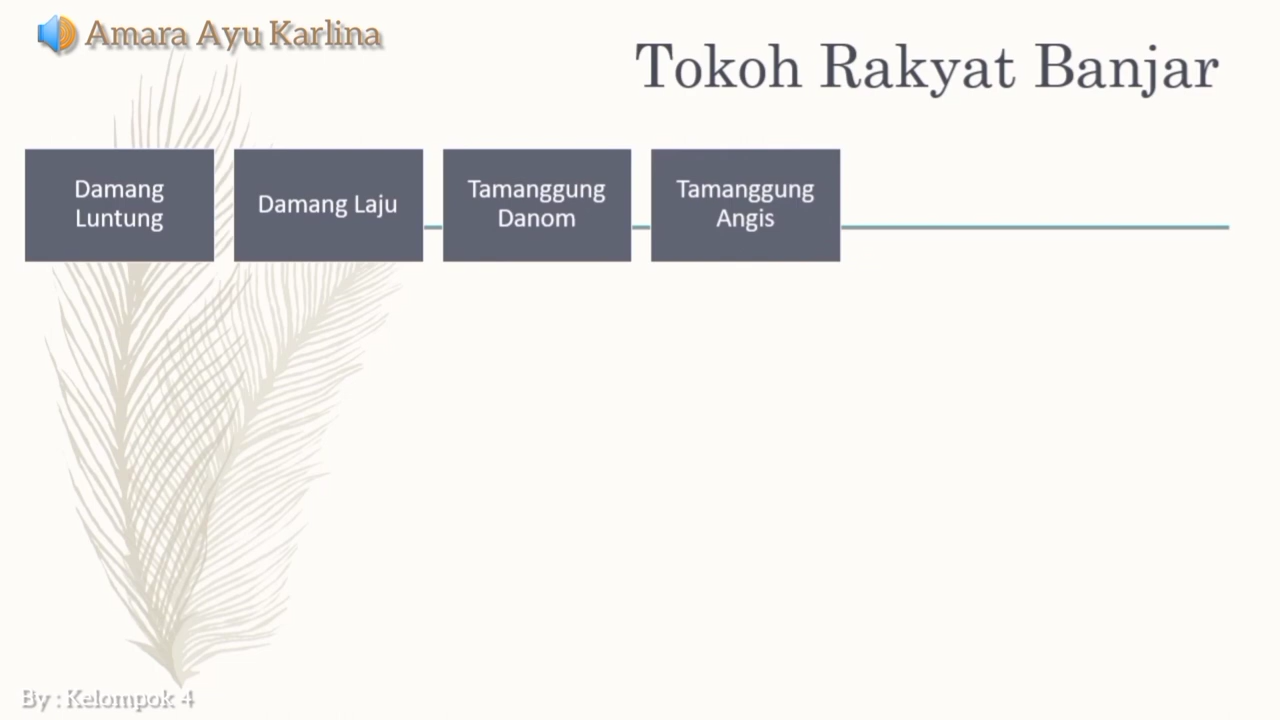 Amara Ayu Karlina
Tokoh Rakyat Banjar
Damang
Luntung
Damang Laju
Tamanggung
Danom
Tamanggung
Angis
By : Kelompok 4